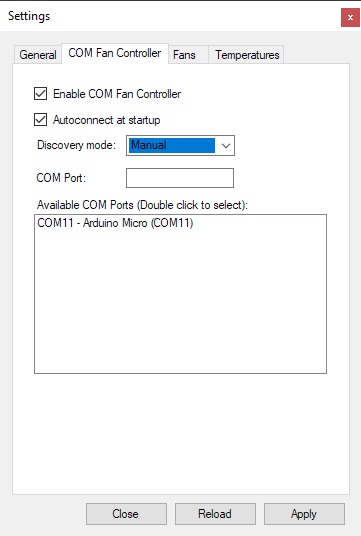 Settings
General COM Fan Controller Fans Temperatures
Enable COM Fan Controller
Autoconnect at startup
Discovery mode: Manual
COM Port:
Available COM Ports (Double click to select):
COM11 - Arduino Micro (COM11)
Close Reload Apply